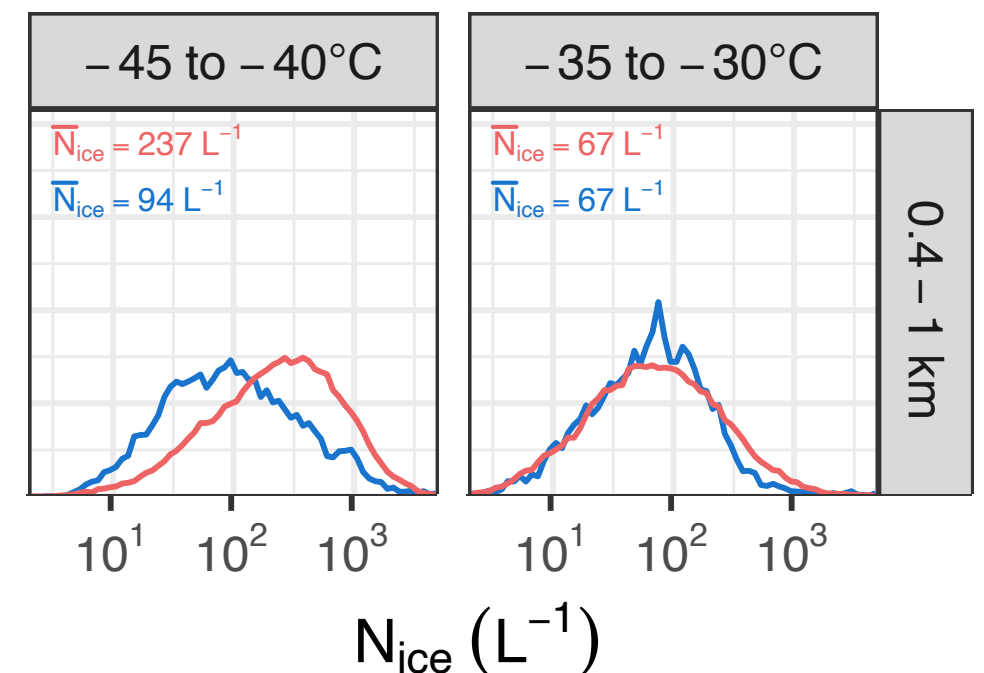 −45 to −40°C
−35 to −30°C
N̅ice = 237 L⁻¹
N̅ice = 94 L⁻¹
N̅ice = 67 L⁻¹
N̅ice = 67 L⁻¹
0.4 − 1 km
10¹ 10² 10³
10¹ 10² 10³
Nice (L⁻¹)